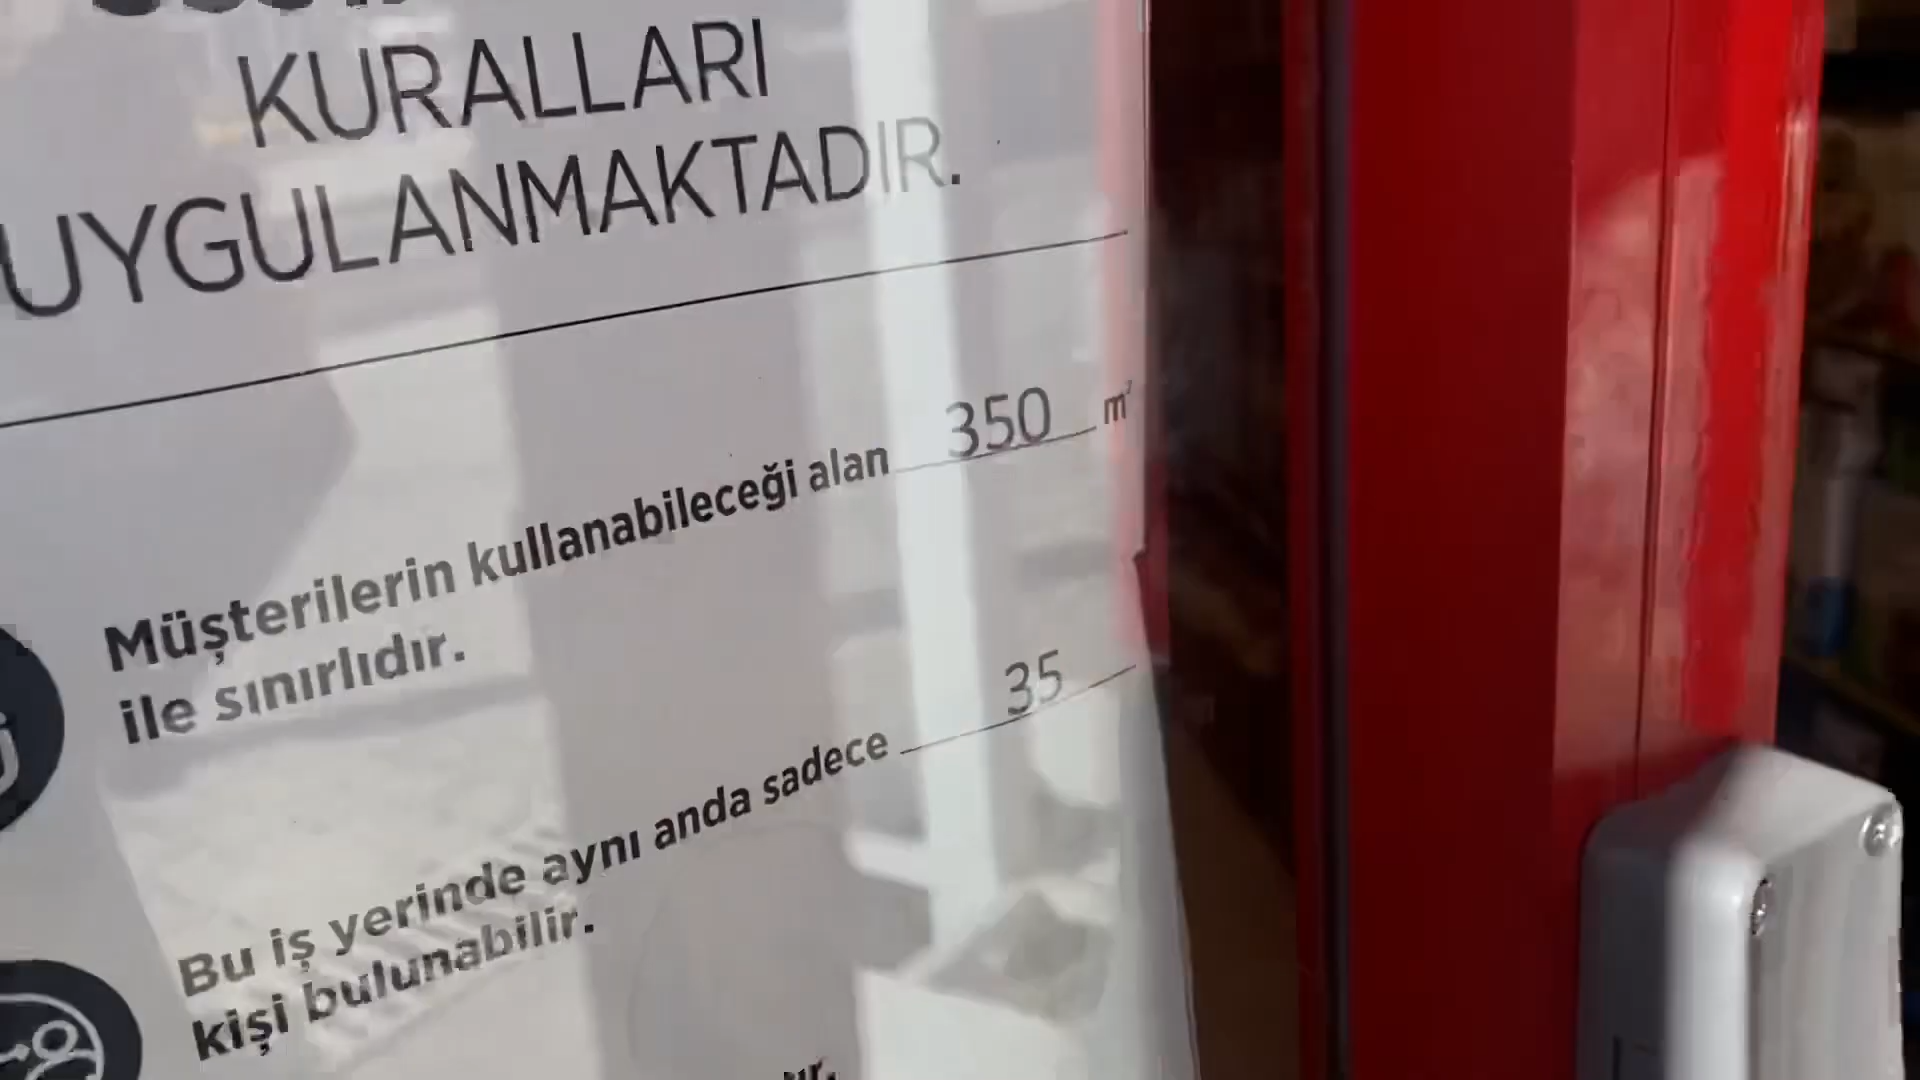 KURALLARI
UYGULANMAKTADIR.
Müşterilerin kullanabileceği alan 350 m²
ile sınırlıdır.
Bu iş yerinde aynı anda sadece 35
kişi bulunabilir.